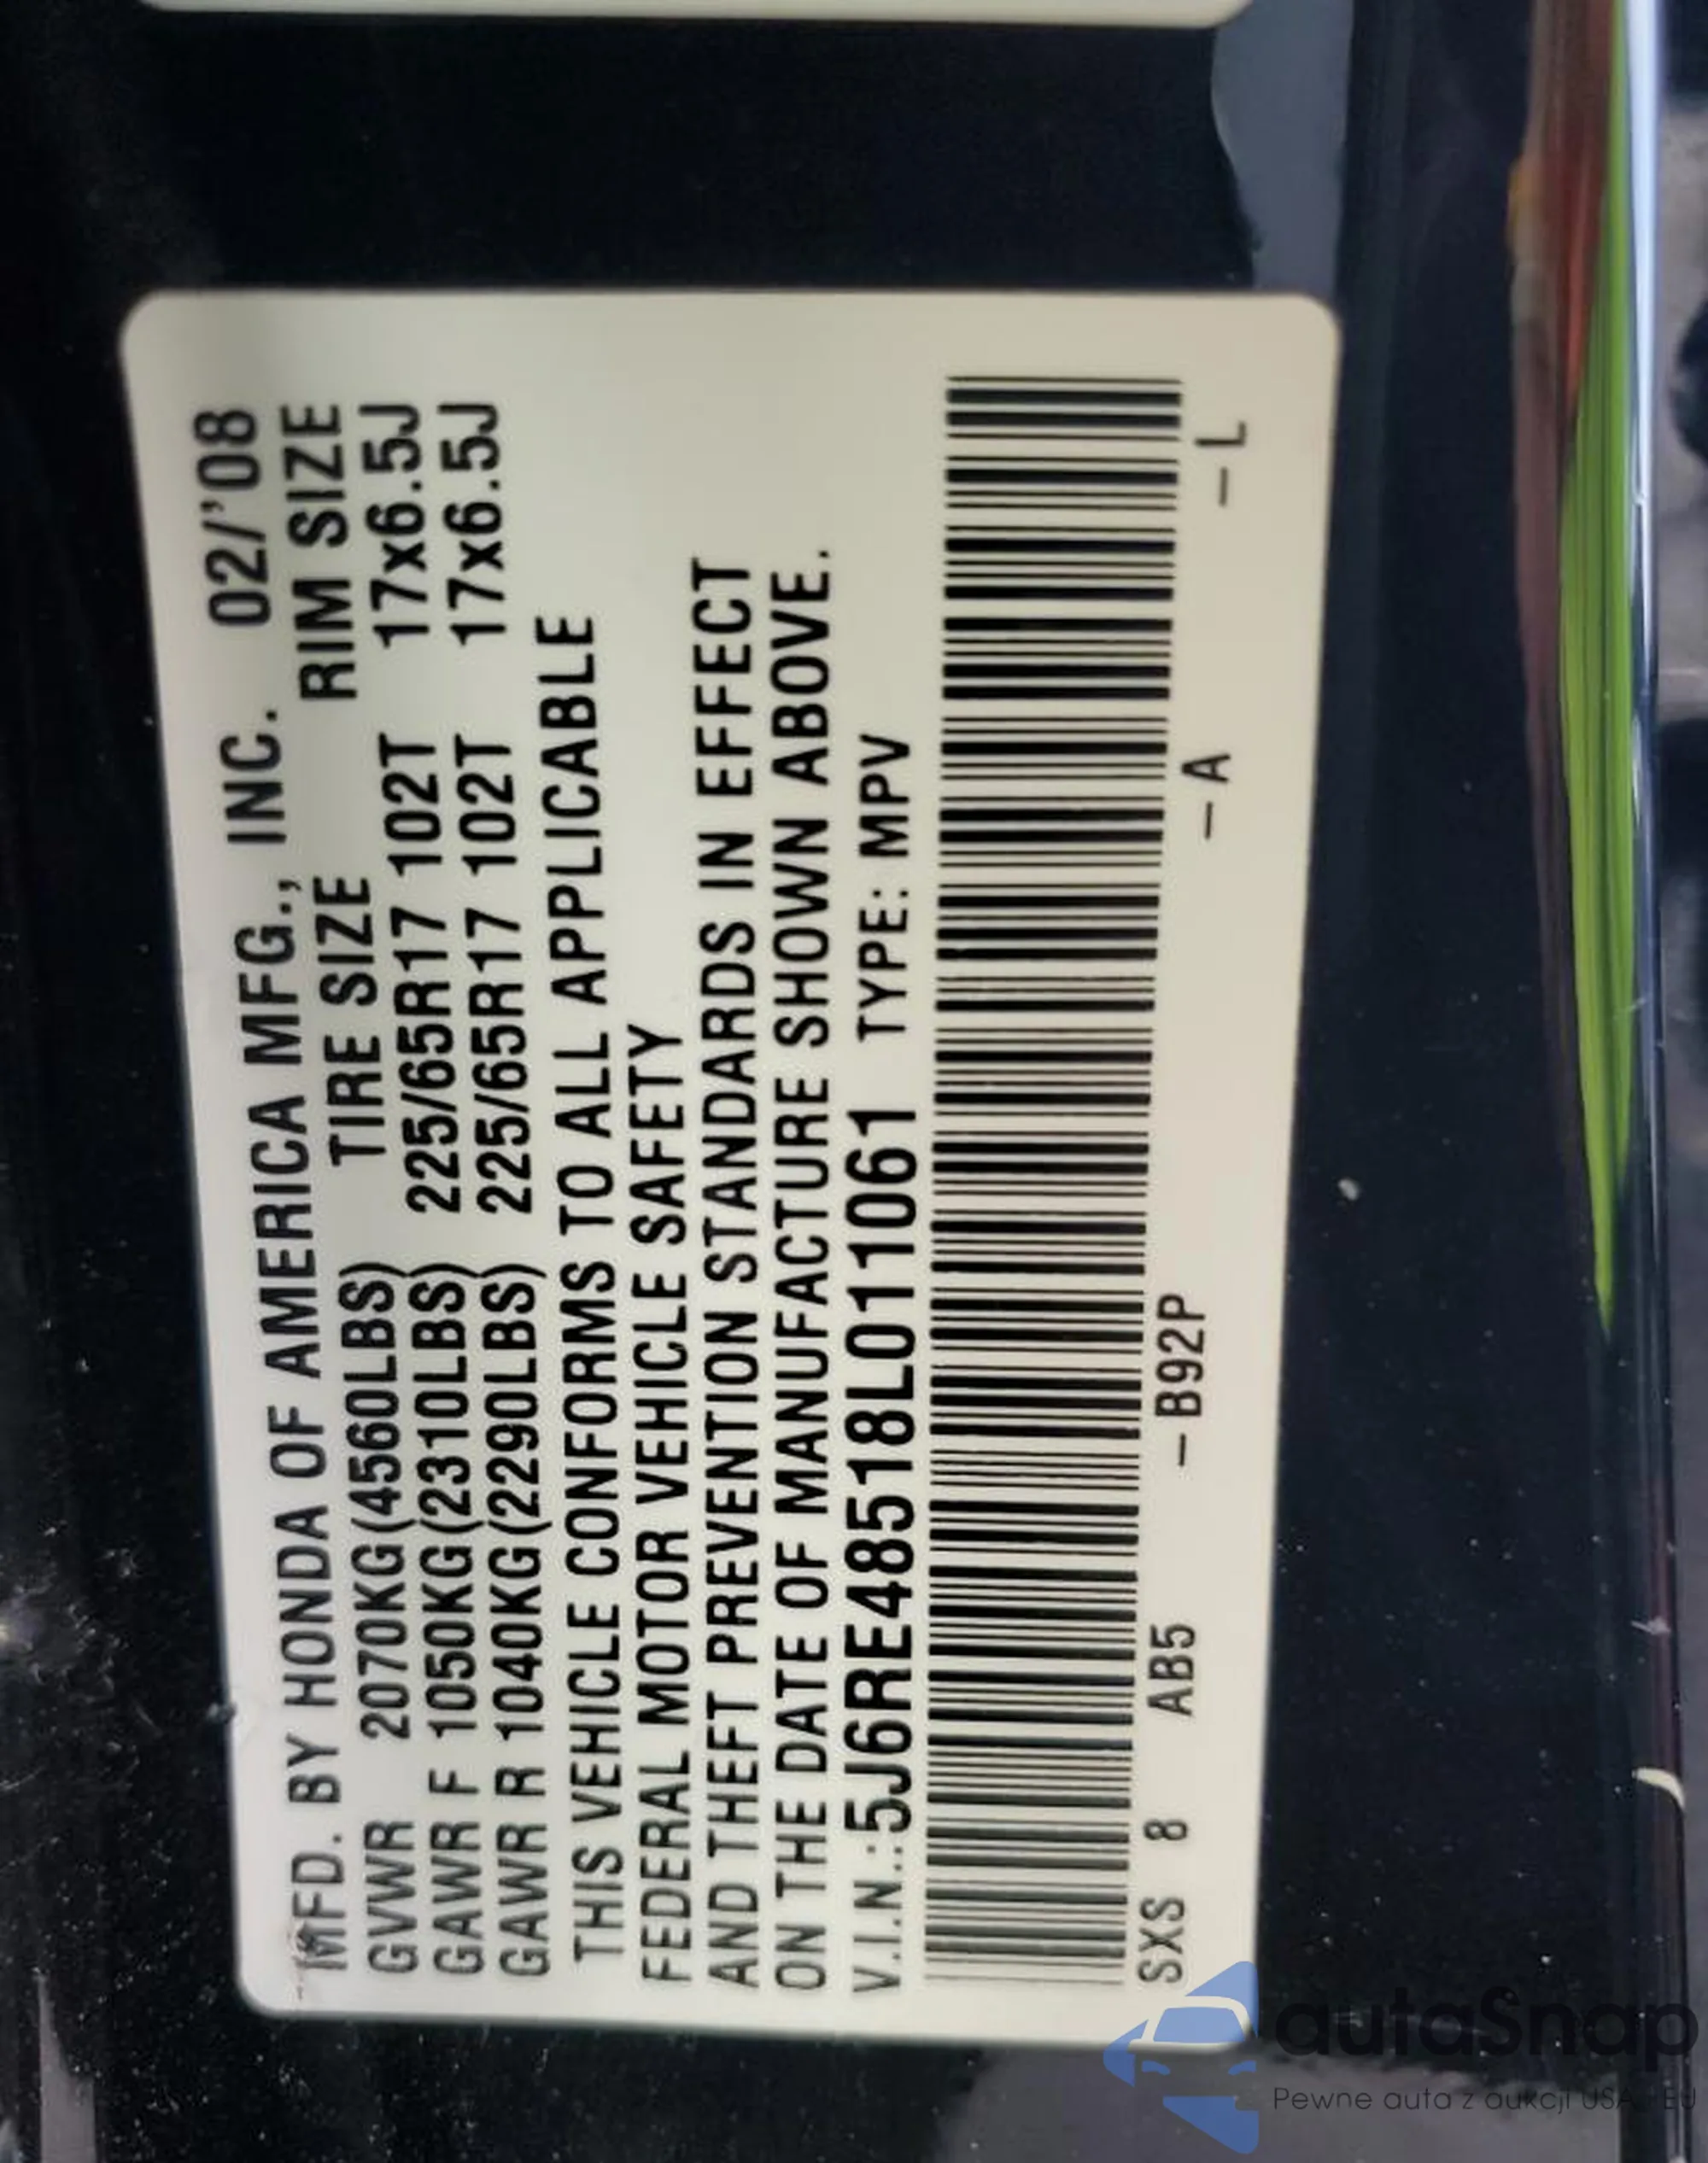 MFD. BY HONDA OF AMERICA MFG., INC. 02/'08
TIRE SIZE RIM SIZE
GVWR 2070KG(4560LBS)
GAWR F 1050KG(2310LBS) 225/65R17 102T 17x6.5J
GAWR R 1040KG(2290LBS) 225/65R17 102T 17x6.5J
THIS VEHICLE CONFORMS TO ALL APPLICABLE
FEDERAL MOTOR VEHICLE SAFETY
AND THEFT PREVENTION STANDARDS IN EFFECT
ON THE DATE OF MANUFACTURE SHOWN ABOVE.
V.I.N.:5J6RE48518L011061 TYPE: MPV
SXS 8 AB5 –B92P –A –L
autaSnap
Pewne auta z aukcji USA i EU